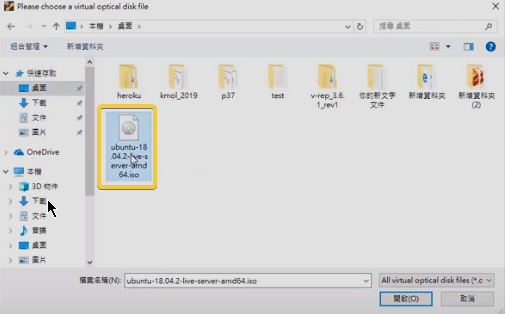 Please choose a virtual optical disk file
本機 › 桌面
搜尋 桌面
組合管理
新增資料夾
快速存取
桌面
下載
文件
圖片
OneDrive
本機
3D 物件
下載
文件
音樂
桌面
圖片
heroku
kmol_2019
p37
test
v-rep_3.6.
1_rev1
你的新文字
文件
新增資料夾
新增資料夾
(2)
ubuntu-18
.04.2-live-s
erver-amd
64.iso
檔案名稱(N):
ubuntu-18.04.2-live-server-amd64.iso
All virtual optical disk files (*.c
開啟(O)
取消